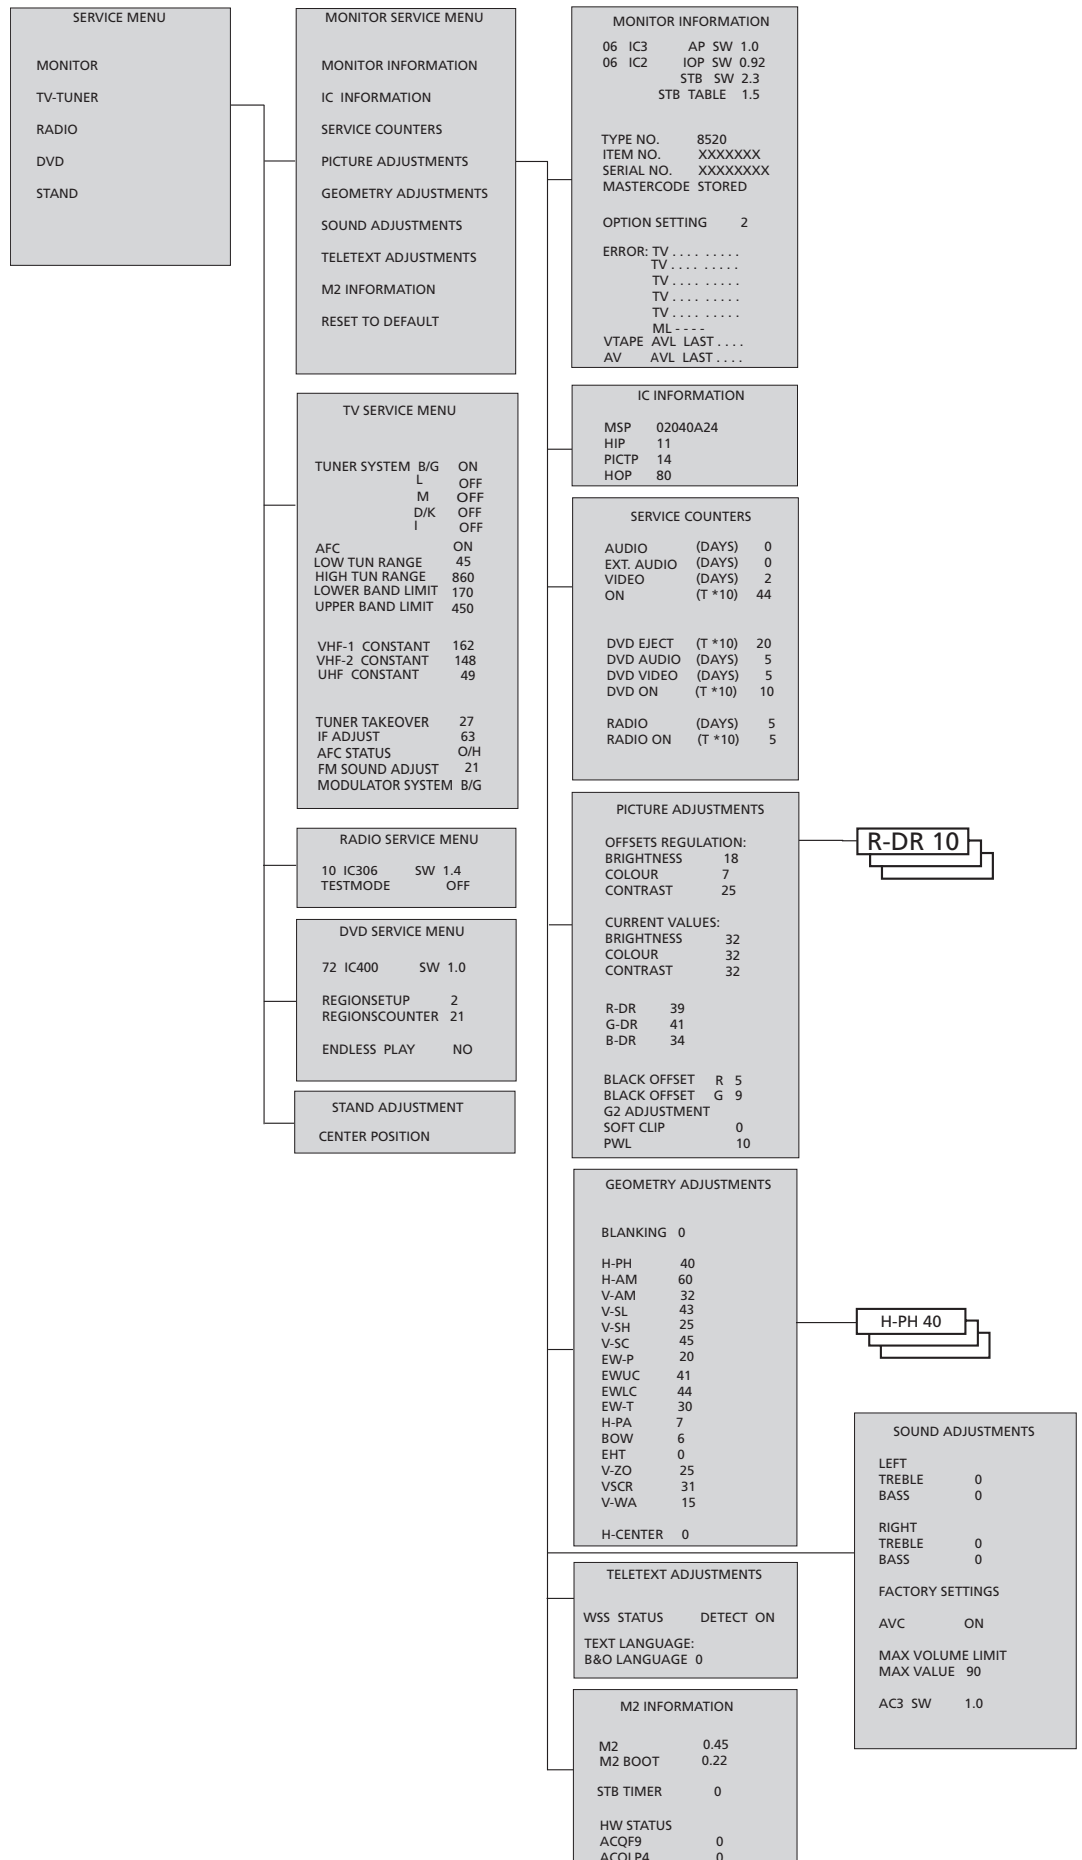 SERVICE MENU
MONITOR
TV-TUNER
RADIO
DVD
STAND
MONITOR SERVICE MENU
MONITOR INFORMATION
IC INFORMATION
SERVICE COUNTERS
PICTURE ADJUSTMENTS
GEOMETRY ADJUSTMENTS
SOUND ADJUSTMENTS
TELETEXT ADJUSTMENTS
M2 INFORMATION
RESET TO DEFAULT
TV SERVICE MENU
TUNER SYSTEM B/G ON
L OFF
M OFF
D/K OFF
I OFF
AFC ON
LOW TUN RANGE 45
HIGH TUN RANGE 860
LOWER BAND LIMIT 170
UPPER BAND LIMIT 450
VHF-1 CONSTANT 162
VHF-2 CONSTANT 148
UHF CONSTANT 49
TUNER TAKEOVER 27
IF ADJUST 63
AFC STATUS O/H
FM SOUND ADJUST 21
MODULATOR SYSTEM B/G
RADIO SERVICE MENU
10 IC306 SW 1.4
TESTMODE OFF
DVD SERVICE MENU
72 IC400 SW 1.0
REGIONSETUP 2
REGIONSCOUNTER 21
ENDLESS PLAY NO
STAND ADJUSTMENT
CENTER POSITION
MONITOR INFORMATION
06 IC3 AP SW 1.0
06 IC2 IOP SW 0.92
STB SW 2.3
STB TABLE 1.5
TYPE NO. 8520
ITEM NO. XXXXXXX
SERIAL NO. XXXXXXXX
MASTERCODE STORED
OPTION SETTING 2
ERROR: TV . . . . . . . . .
TV . . . . . . . . .
TV . . . . . . . . .
TV . . . . . . . . .
TV . . . . . . . . .
ML - - - -
VTAPE AVL LAST . . . .
AV AVL LAST . . . .
IC INFORMATION
MSP 02040A24
HIP 11
PICTP 14
HOP 80
SERVICE COUNTERS
AUDIO (DAYS) 0
EXT. AUDIO (DAYS) 0
VIDEO (DAYS) 2
ON (T *10) 44
DVD EJECT (T *10) 20
DVD AUDIO (DAYS) 5
DVD VIDEO (DAYS) 5
DVD ON (T *10) 10
RADIO (DAYS) 5
RADIO ON (T *10) 5
PICTURE ADJUSTMENTS
OFFSETS REGULATION:
BRIGHTNESS 18
COLOUR 7
CONTRAST 25
CURRENT VALUES:
BRIGHTNESS 32
COLOUR 32
CONTRAST 32
R-DR 39
G-DR 41
B-DR 34
BLACK OFFSET R 5
BLACK OFFSET G 9
G2 ADJUSTMENT
SOFT CLIP 0
PWL 10
R-DR 10
GEOMETRY ADJUSTMENTS
BLANKING 0
H-PH 40
H-AM 60
V-AM 32
V-SL 43
V-SH 25
V-SC 45
EW-P 20
EWUC 41
EWLC 44
EW-T 30
H-PA 7
BOW 6
EHT 0
V-ZO 25
VSCR 31
V-WA 15
H-CENTER 0
H-PH 40
SOUND ADJUSTMENTS
LEFT
TREBLE 0
BASS 0
RIGHT
TREBLE 0
BASS 0
FACTORY SETTINGS
AVC ON
MAX VOLUME LIMIT
MAX VALUE 90
AC3 SW 1.0
TELETEXT ADJUSTMENTS
WSS STATUS DETECT ON
TEXT LANGUAGE:
B&O LANGUAGE 0
M2 INFORMATION
M2 0.45
M2 BOOT 0.22
STB TIMER 0
HW STATUS
ACQF9 0
ACQLP4 0